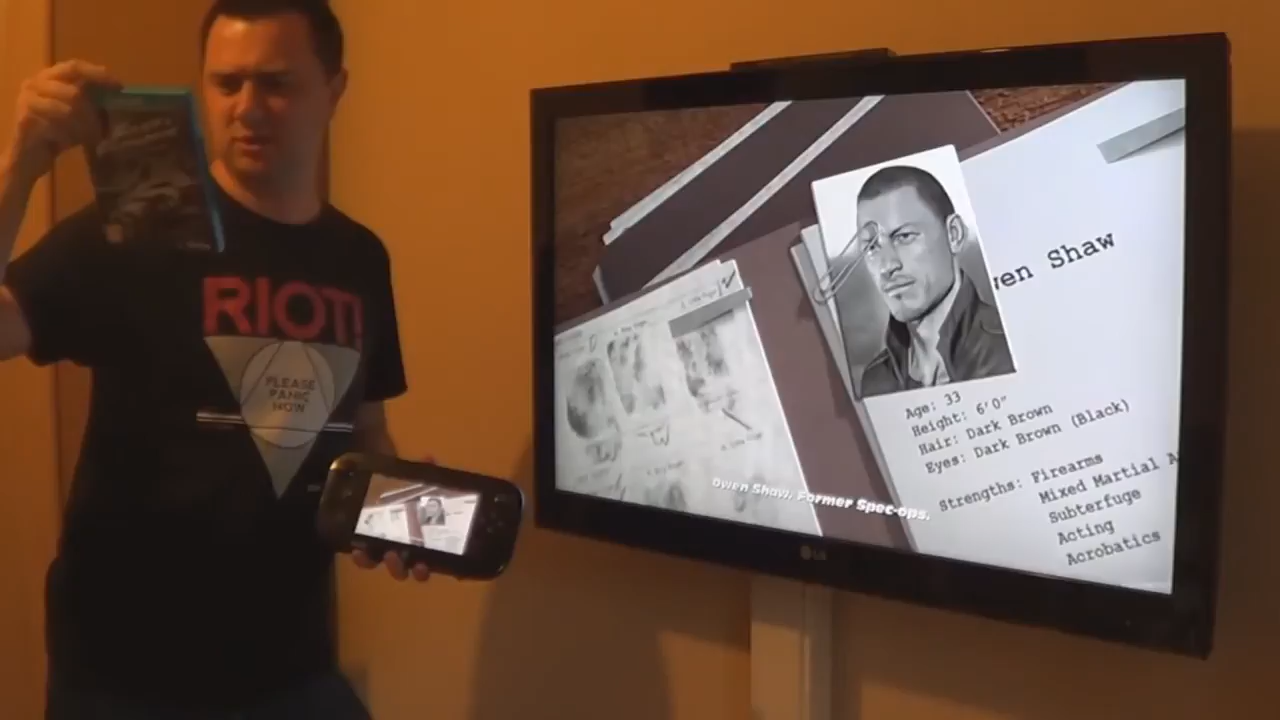 RIOT!
PLEASE
PANIC
NOW
wen Shaw
Age: 33
Height: 6'0"
Hair: Dark Brown
Eyes: Dark Brown (Black)
Strengths: Firearms
Mixed Martial A
Subterfuge
Acting
Acrobatics
Owen Shaw. Former Spec-ops.
LG